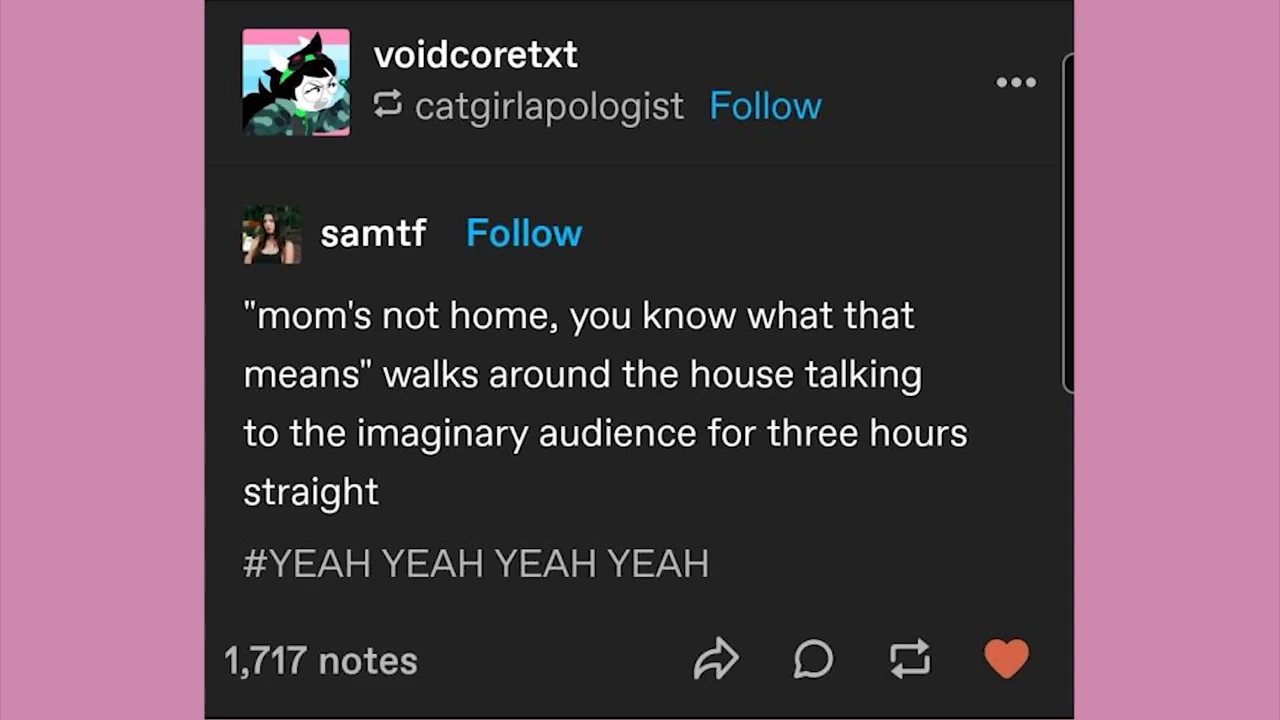 voidcoretxt
catgirlapologist Follow
samtf Follow
"mom's not home, you know what that
means" walks around the house talking
to the imaginary audience for three hours
straight
#YEAH YEAH YEAH YEAH
1,717 notes